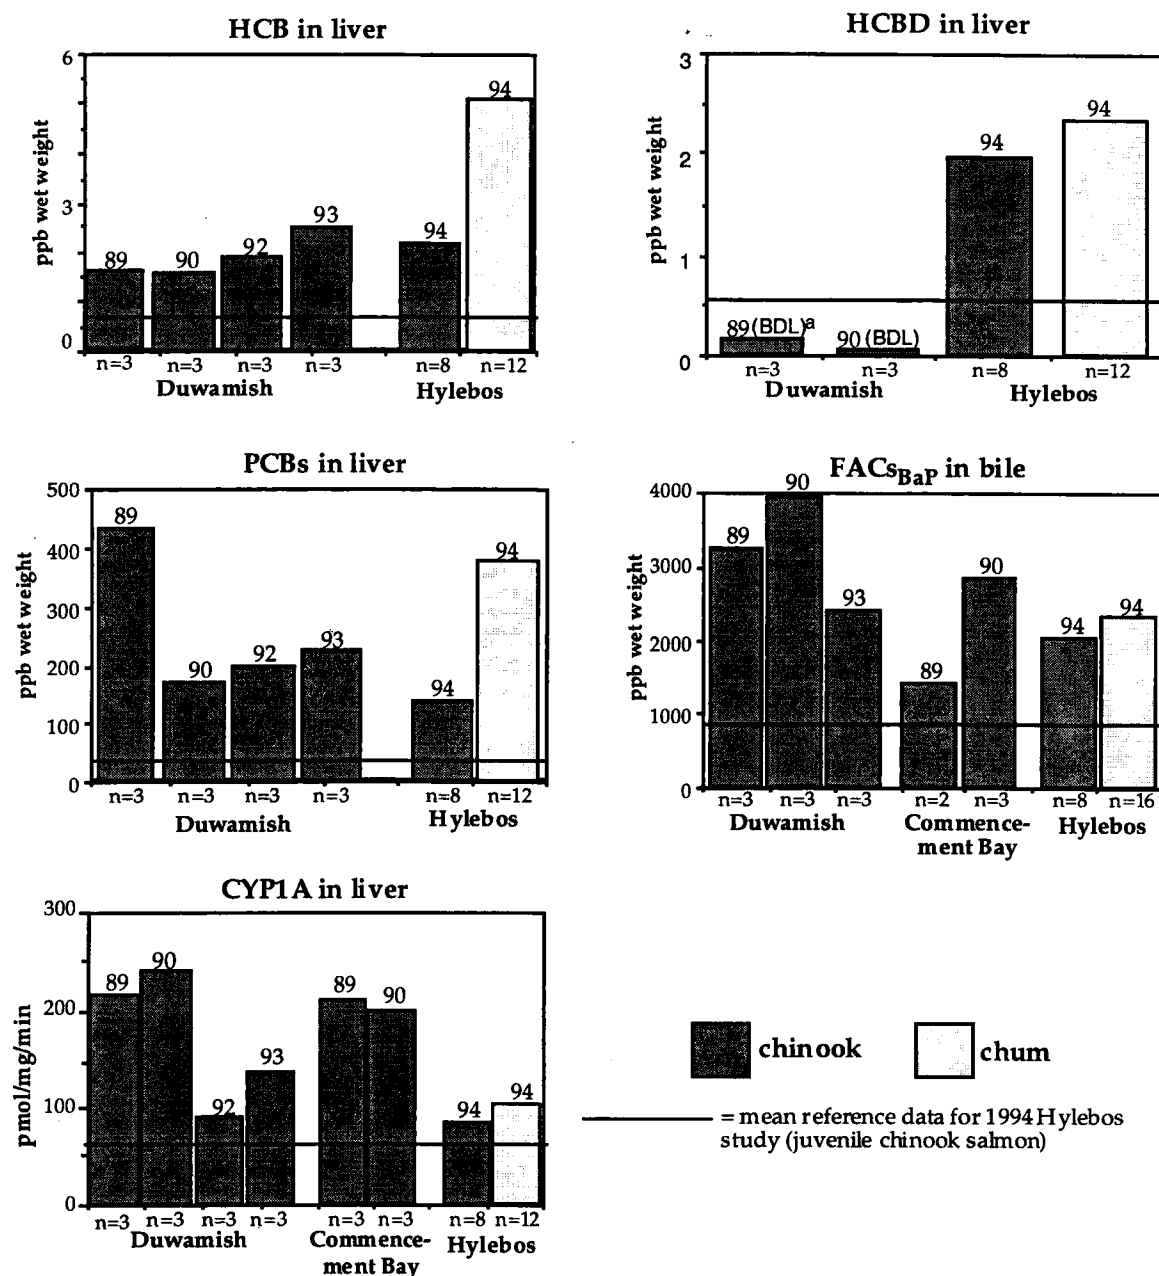 HCB in liver
6
3
0
ppb wet weight
89
90
92
93
94
94
n=3
n=3
n=3
n=3
n=8
n=12
Duwamish
Hylebos
HCBD in liver
3
2
1
0
ppb wet weight
89(BDL)a
90 (BDL)
94
94
n=3
n=3
n=8
n=12
Duwamish
Hylebos
PCBs in liver
500
400
300
200
100
0
ppb wet weight
89
90
92
93
94
94
n=3
n=3
n=3
n=3
n=8
n=12
Duwamish
Hylebos
FACsBaP in bile
4000
3000
2000
1000
0
ppb wet weight
89
90
93
89
90
94
94
n=3
n=3
n=3
n=2
n=3
n=8
n=16
Duwamish
Commence-
ment Bay
Hylebos
CYP1A in liver
300
200
100
0
pmol/mg/min
89
90
92
93
89
90
94
94
n=3
n=3
n=3
n=3
n=3
n=3
n=8
n=12
Duwamish
Commence-
ment Bay
Hylebos
chinook
chum
= mean reference data for 1994 Hylebos
study (juvenile chinook salmon)